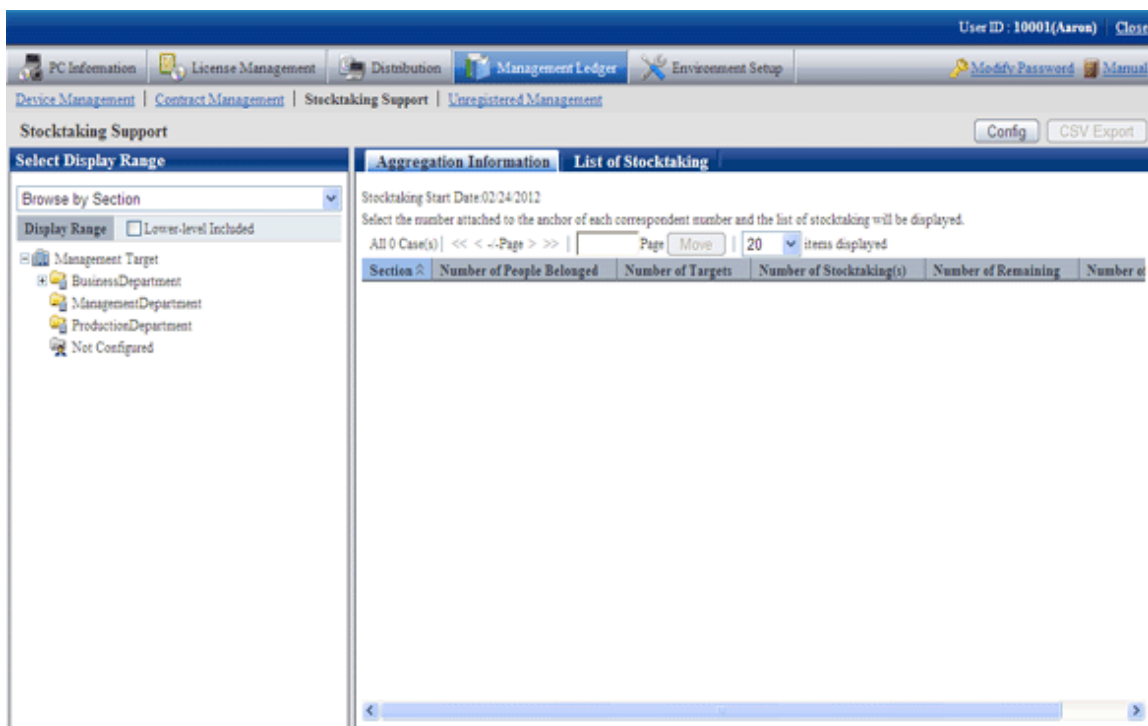 User ID : 10001(Aaron) Close
PC Information License Management Distribution Management Ledger Environment Setup Modify Password Manual
Device Management | Contract Management | Stocktaking Support | Unregistered Management
Stocktaking Support Config CSV Export
Select Display Range Aggregation Information List of Stocktaking
Browse by Section
Stocktaking Start Date:02/24/2012
Select the number attached to the anchor of each correspondent number and the list of stocktaking will be displayed.
Display Range Lower-level Included
All 0 Case(s)| << < -/-Page > >> | Page Move | 20 items displayed
Section Number of People Belonged Number of Targets Number of Stocktaking(s) Number of Remaining Number of
Management Target
BusinessDepartment
ManagementDepartment
ProductionDepartment
Not Configured